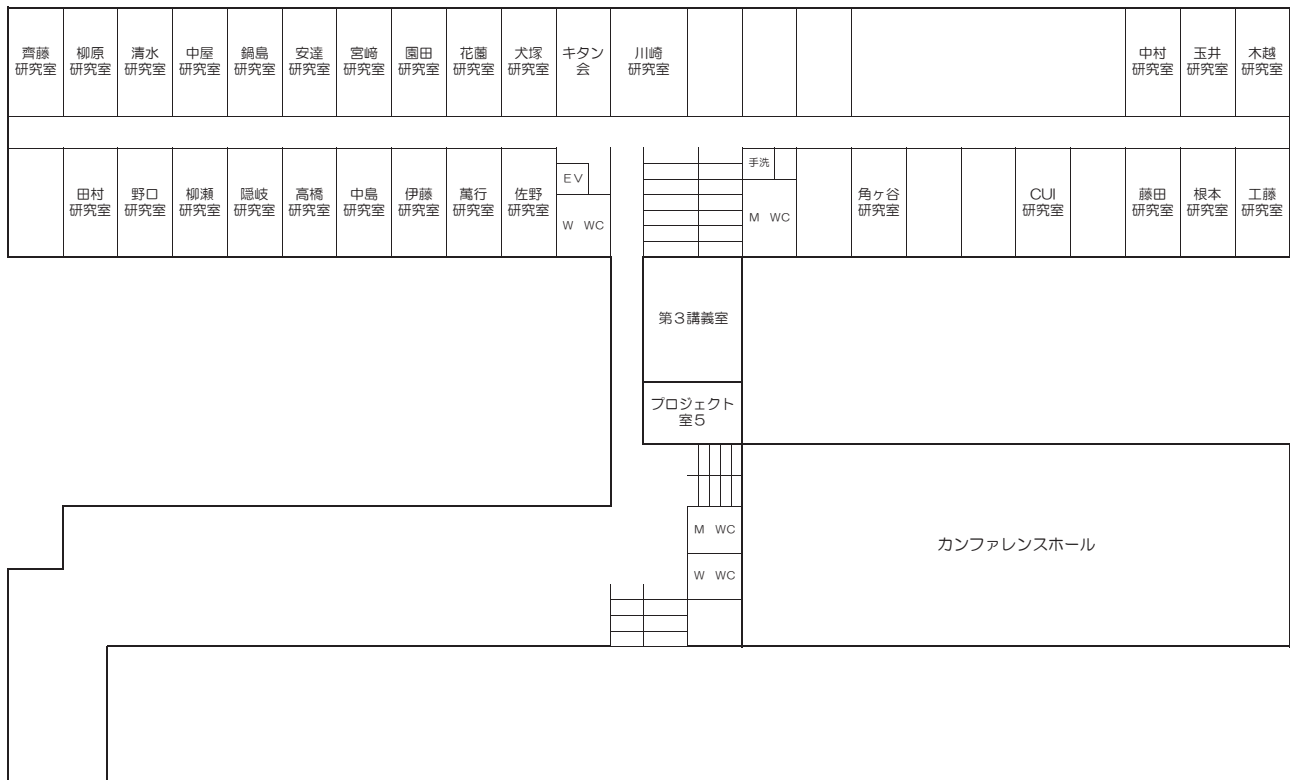 齊藤
研究室
柳原
研究室
清水
研究室
中屋
研究室
鍋島
研究室
安達
研究室
宮﨑
研究室
園田
研究室
花薗
研究室
犬塚
研究室
キタン
会
川崎
研究室
中村
研究室
玉井
研究室
木越
研究室
田村
研究室
野口
研究室
柳瀬
研究室
隠岐
研究室
高橋
研究室
中島
研究室
伊藤
研究室
萬行
研究室
佐野
研究室
EV
W WC
手洗
M WC
角ヶ谷
研究室
CUI
研究室
藤田
研究室
根本
研究室
工藤
研究室
第3講義室
プロジェクト
室5
M WC
W WC
カンファレンスホール